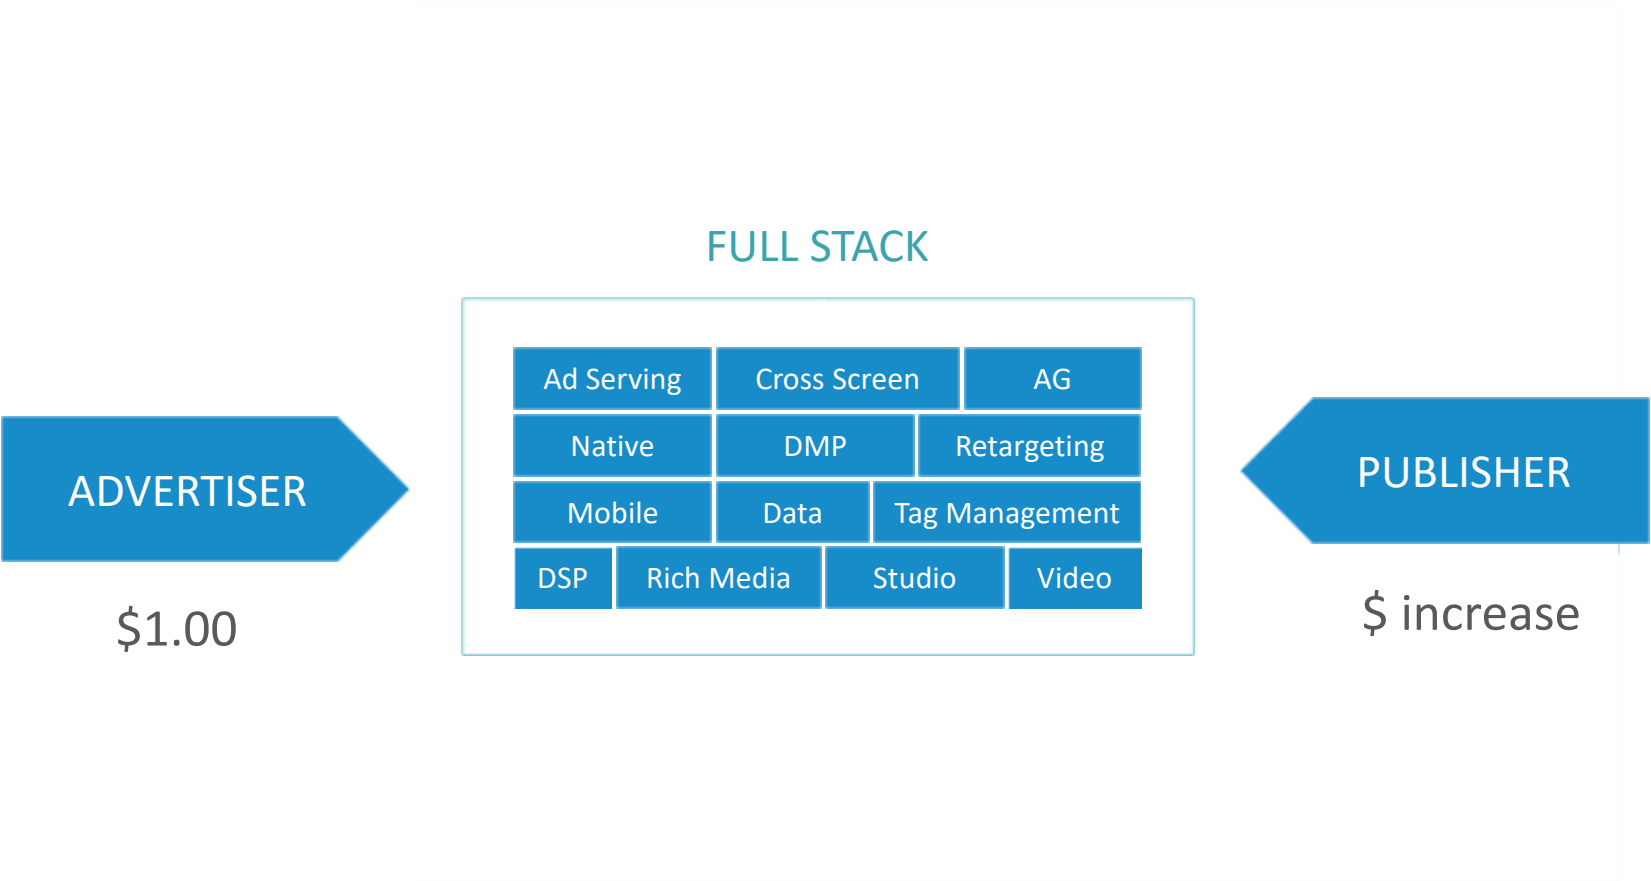 FULL STACK
Ad Serving
Cross Screen
AG
Native
DMP
Retargeting
Mobile
Data
Tag Management
DSP
Rich Media
Studio
Video
ADVERTISER
$1.00
PUBLISHER
$ increase